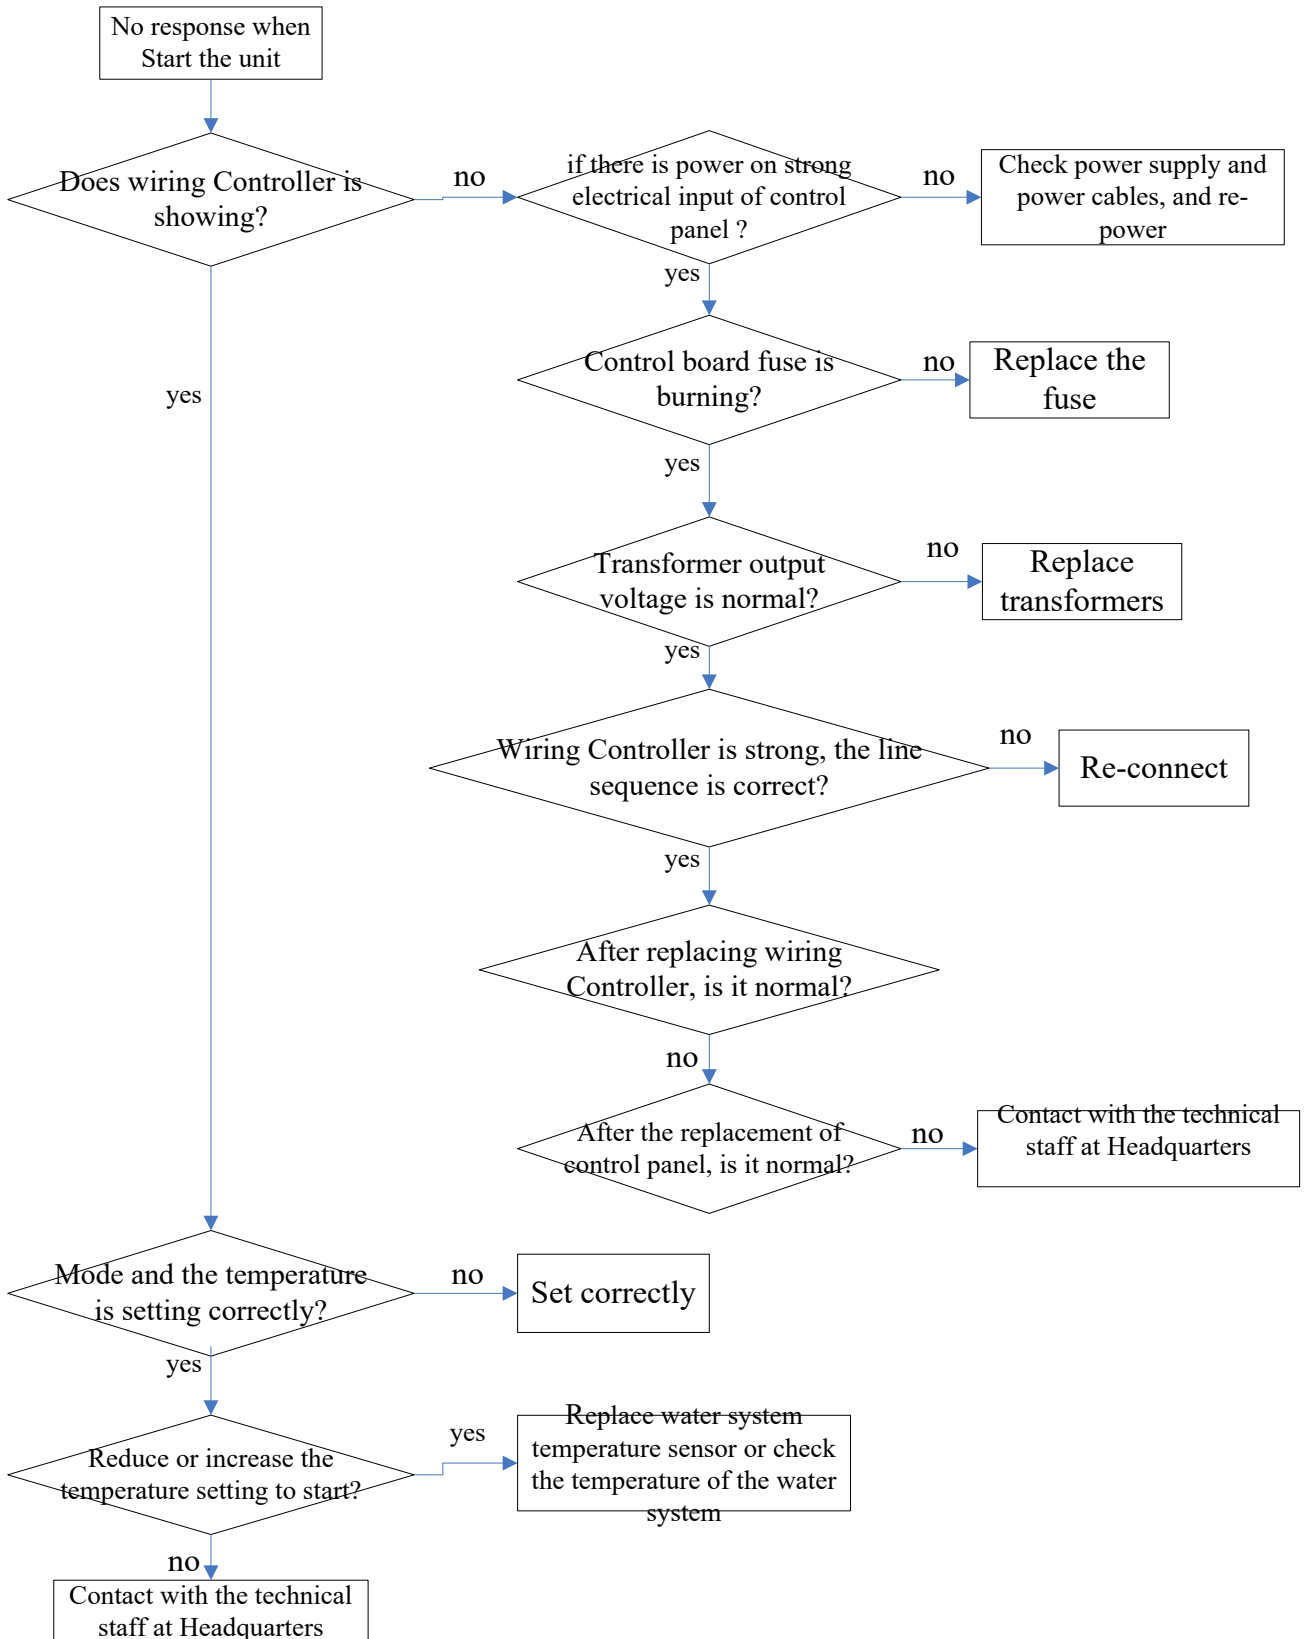 No response when
Start the unit
Does wiring Controller is
showing?
no
if there is power on strong
electrical input of control
panel ?
no
Check power supply and
power cables, and re-
power
yes
Control board fuse is
burning?
no
Replace the
fuse
yes
yes
Transformer output
voltage is normal?
no
Replace
transformers
yes
Wiring Controller is strong, the line
sequence is correct?
no
Re-connect
yes
After replacing wiring
Controller, is it normal?
no
After the replacement of
control panel, is it normal?
no
Contact with the technical
staff at Headquarters
Mode and the temperature
is setting correctly?
no
Set correctly
yes
Reduce or increase the
temperature setting to start?
yes
Replace water system
temperature sensor or check
the temperature of the water
system
no
Contact with the technical
staff at Headquarters